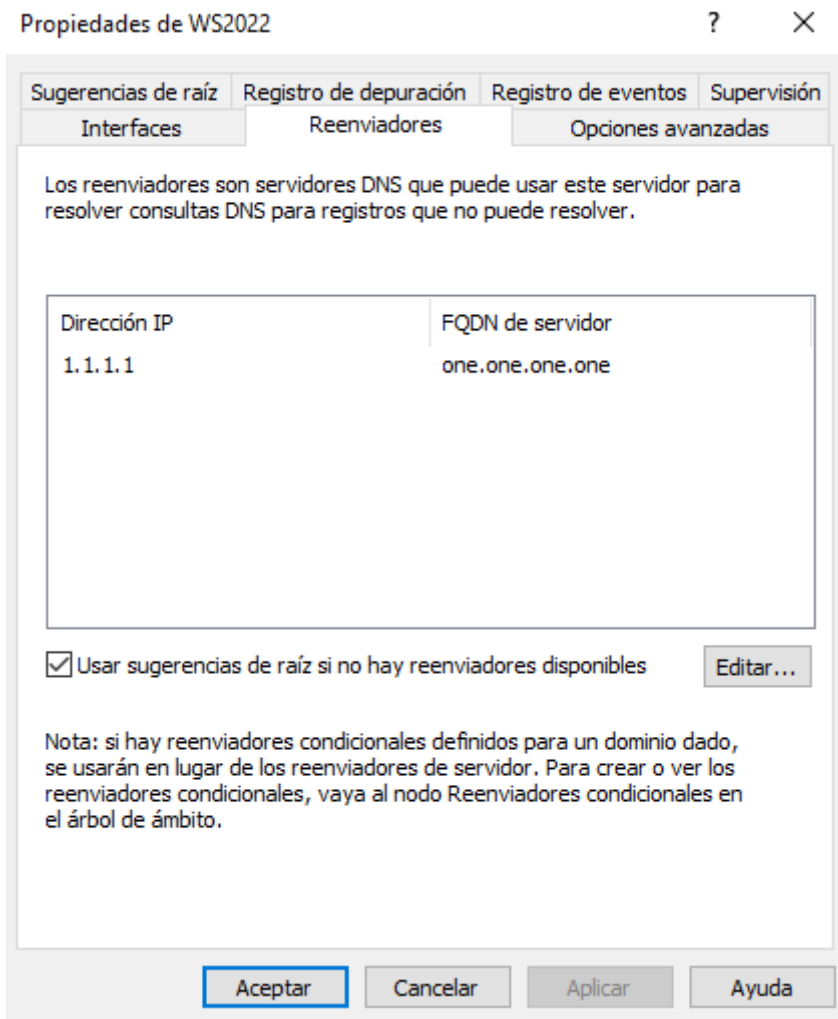 Propiedades de WS2022 ? ×
Sugerencias de raíz Registro de depuración Registro de eventos Supervisión
Interfaces Reenviadores Opciones avanzadas
Los reenviadores son servidores DNS que puede usar este servidor para
resolver consultas DNS para registros que no puede resolver.
Dirección IP FQDN de servidor
1.1.1.1 one.one.one.one
Usar sugerencias de raíz si no hay reenviadores disponibles Editar...
Nota: si hay reenviadores condicionales definidos para un dominio dado,
se usarán en lugar de los reenviadores de servidor. Para crear o ver los
reenviadores condicionales, vaya al nodo Reenviadores condicionales en
el árbol de ámbito.
Aceptar Cancelar Aplicar Ayuda